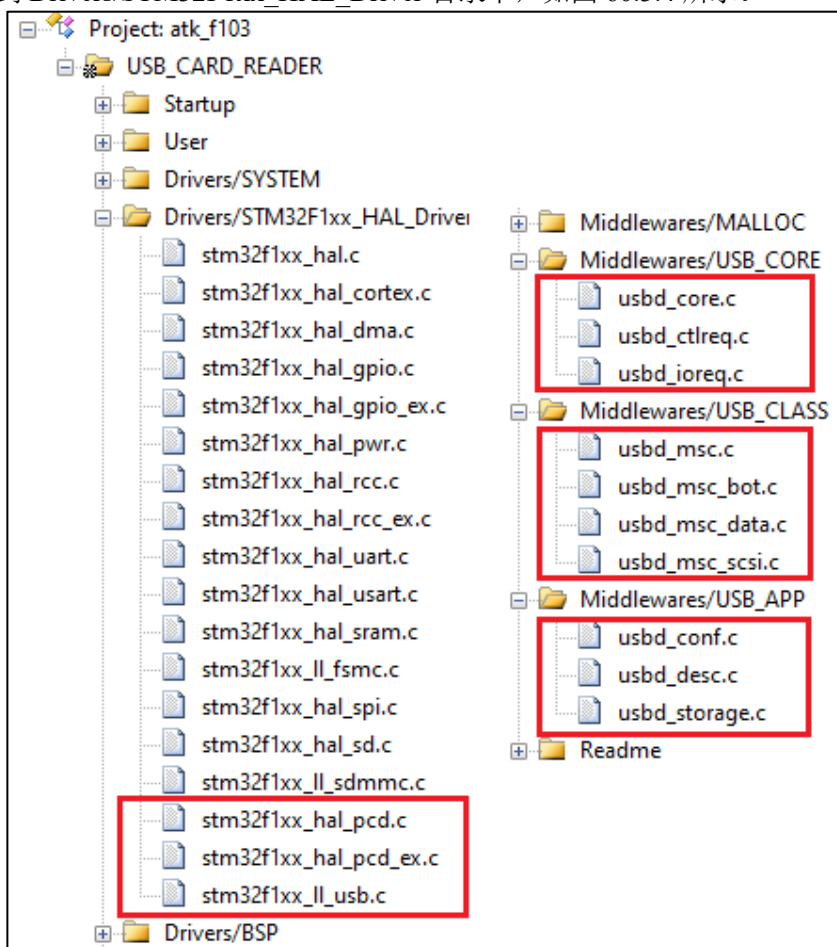 Project: atk_f103
USB_CARD_READER
Startup
User
Drivers/SYSTEM
Drivers/STM32F1xx_HAL_Driver
stm32f1xx_hal.c
stm32f1xx_hal_cortex.c
stm32f1xx_hal_dma.c
stm32f1xx_hal_gpio.c
stm32f1xx_hal_gpio_ex.c
stm32f1xx_hal_pwr.c
stm32f1xx_hal_rcc.c
stm32f1xx_hal_rcc_ex.c
stm32f1xx_hal_uart.c
stm32f1xx_hal_usart.c
stm32f1xx_hal_sram.c
stm32f1xx_ll_fsmc.c
stm32f1xx_hal_spi.c
stm32f1xx_hal_sd.c
stm32f1xx_ll_sdmmc.c
stm32f1xx_hal_pcd.c
stm32f1xx_hal_pcd_ex.c
stm32f1xx_ll_usb.c
Drivers/BSP
Middlewares/MALLOC
Middlewares/USB_CORE
usbd_core.c
usbd_ctlreq.c
usbd_ioreq.c
Middlewares/USB_CLASS
usbd_msc.c
usbd_msc_bot.c
usbd_msc_data.c
usbd_msc_scsi.c
Middlewares/USB_APP
usbd_conf.c
usbd_desc.c
usbd_storage.c
Readme